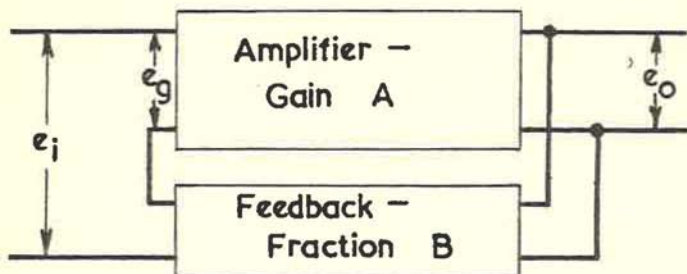 Amplifier –
Gain A
e_g
e_i
e_o
Feedback –
Fraction B